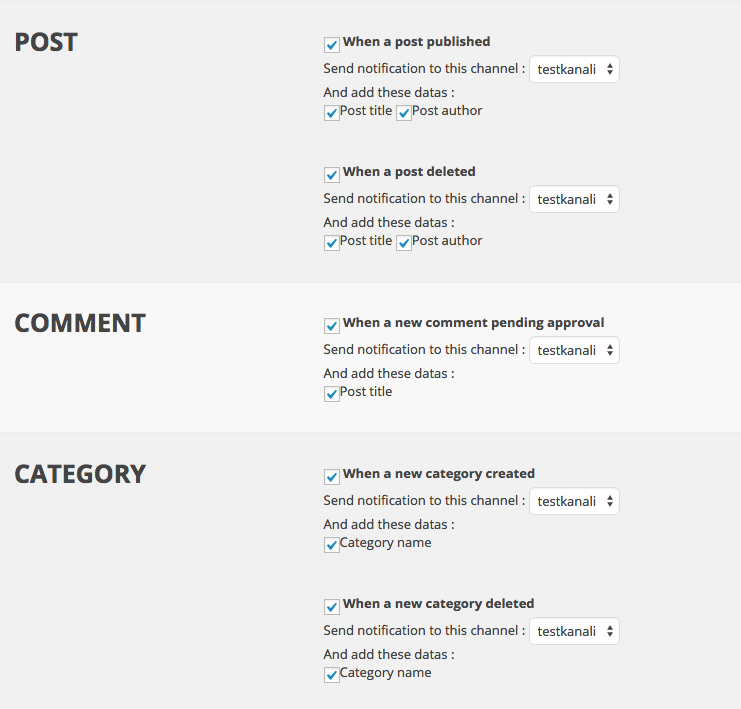 POST
When a post published
Send notification to this channel : testkanali
And add these datas :
Post title Post author
When a post deleted
Send notification to this channel : testkanali
And add these datas :
Post title Post author
COMMENT
When a new comment pending approval
Send notification to this channel : testkanali
And add these datas :
Post title
CATEGORY
When a new category created
Send notification to this channel : testkanali
And add these datas :
Category name
When a new category deleted
Send notification to this channel : testkanali
And add these datas :
Category name